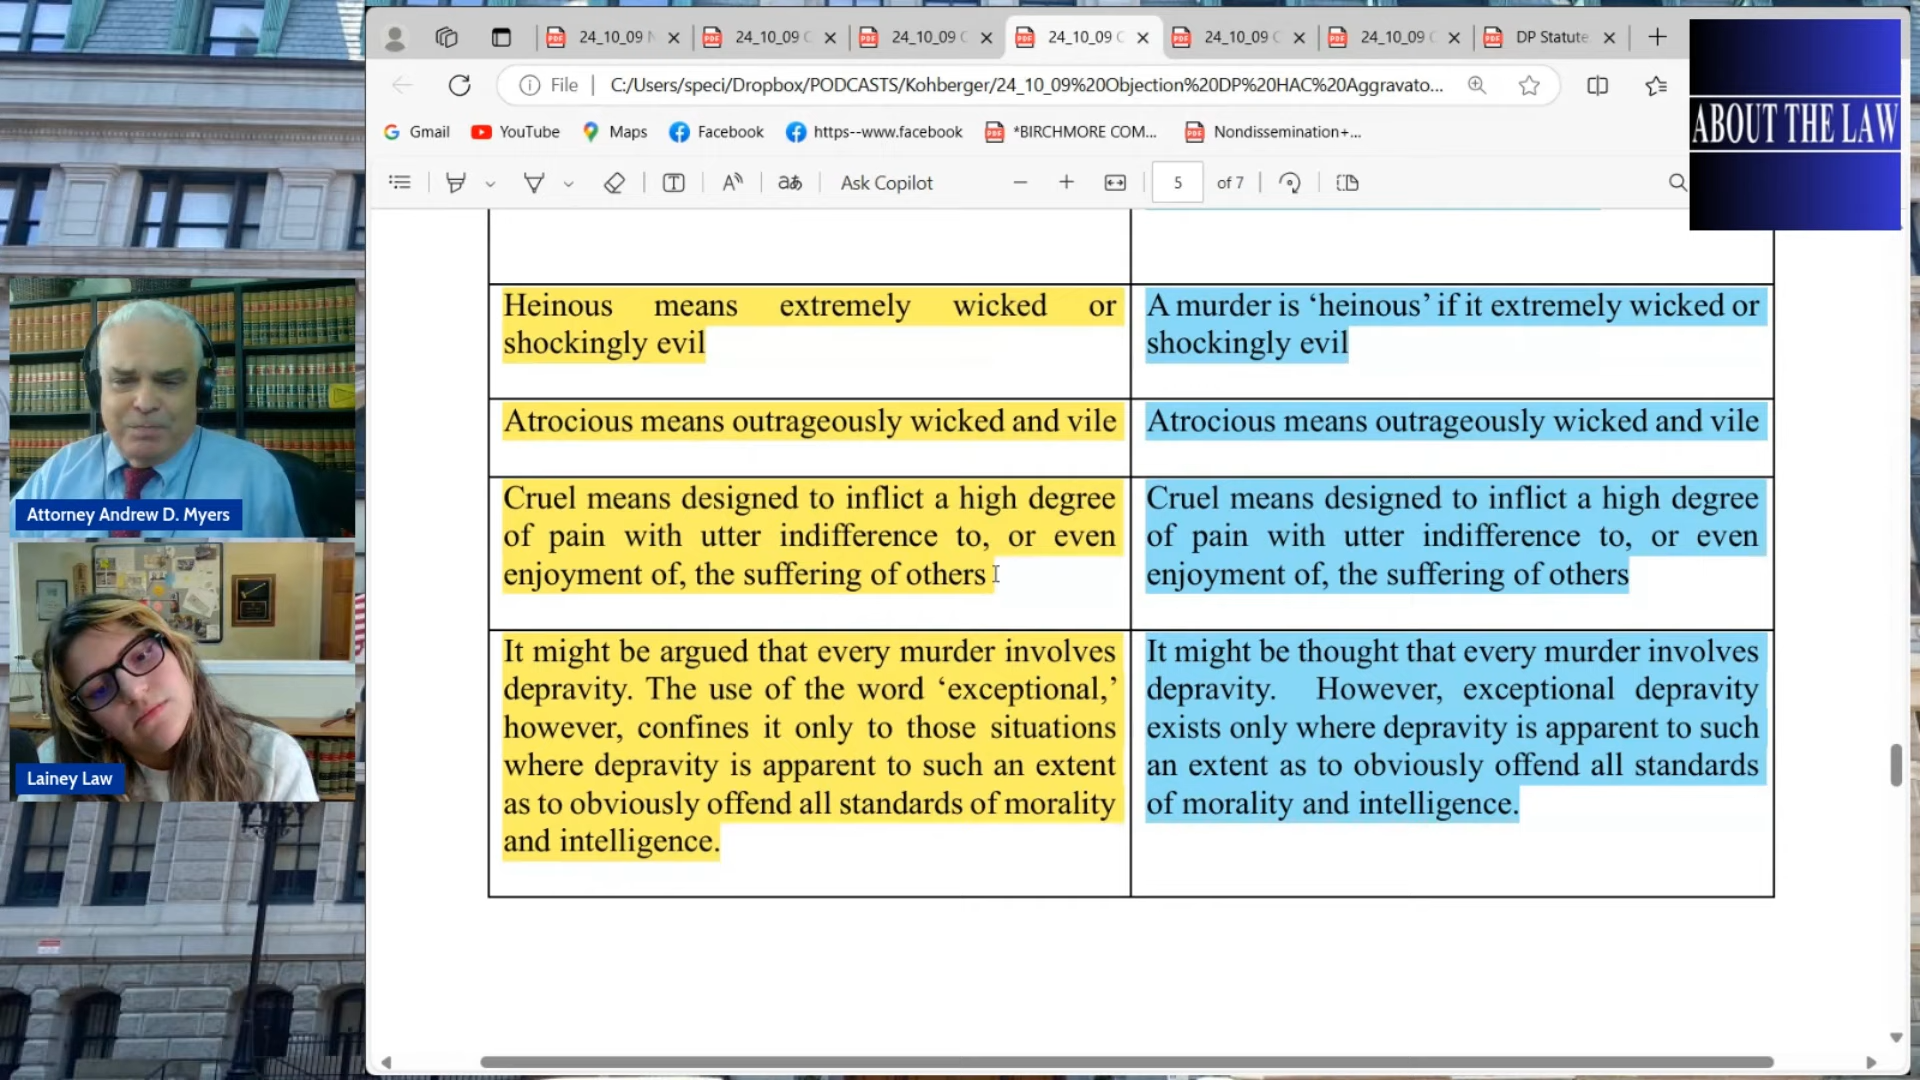 24_10_09
24_10_09 C
24_10_09 C
24_10_09 C
24_10_09 C
24_10_09 C
DP Statute
File
C:/Users/speci/Dropbox/PODCASTS/Kohberger/24_10_09%20Objection%20DP%20HAC%20Aggravato...
Gmail
YouTube
Maps
Facebook
https--www.facebook
*BIRCHMORE COM...
Nondissemination+...
Ask Copilot
5
of 7
ABOUT THE LAW
Heinous means extremely wicked or
shockingly evil
A murder is ‘heinous’ if it extremely wicked or
shockingly evil
Atrocious means outrageously wicked and vile
Atrocious means outrageously wicked and vile
Cruel means designed to inflict a high degree
of pain with utter indifference to, or even
enjoyment of, the suffering of others
Cruel means designed to inflict a high degree
of pain with utter indifference to, or even
enjoyment of, the suffering of others
It might be argued that every murder involves
depravity. The use of the word ‘exceptional,’
however, confines it only to those situations
where depravity is apparent to such an extent
as to obviously offend all standards of morality
and intelligence.
It might be thought that every murder involves
depravity. However, exceptional depravity
exists only where depravity is apparent to such
an extent as to obviously offend all standards
of morality and intelligence.
Attorney Andrew D. Myers
Lainey Law